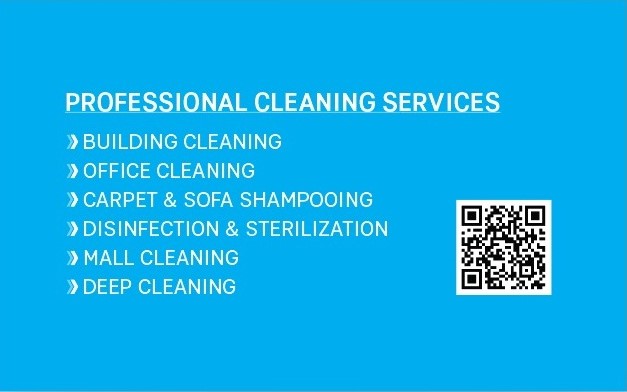 PROFESSIONAL CLEANING SERVICES
BUILDING CLEANING
OFFICE CLEANING
CARPET & SOFA SHAMPOOING
DISINFECTION & STERILIZATION
MALL CLEANING
DEEP CLEANING